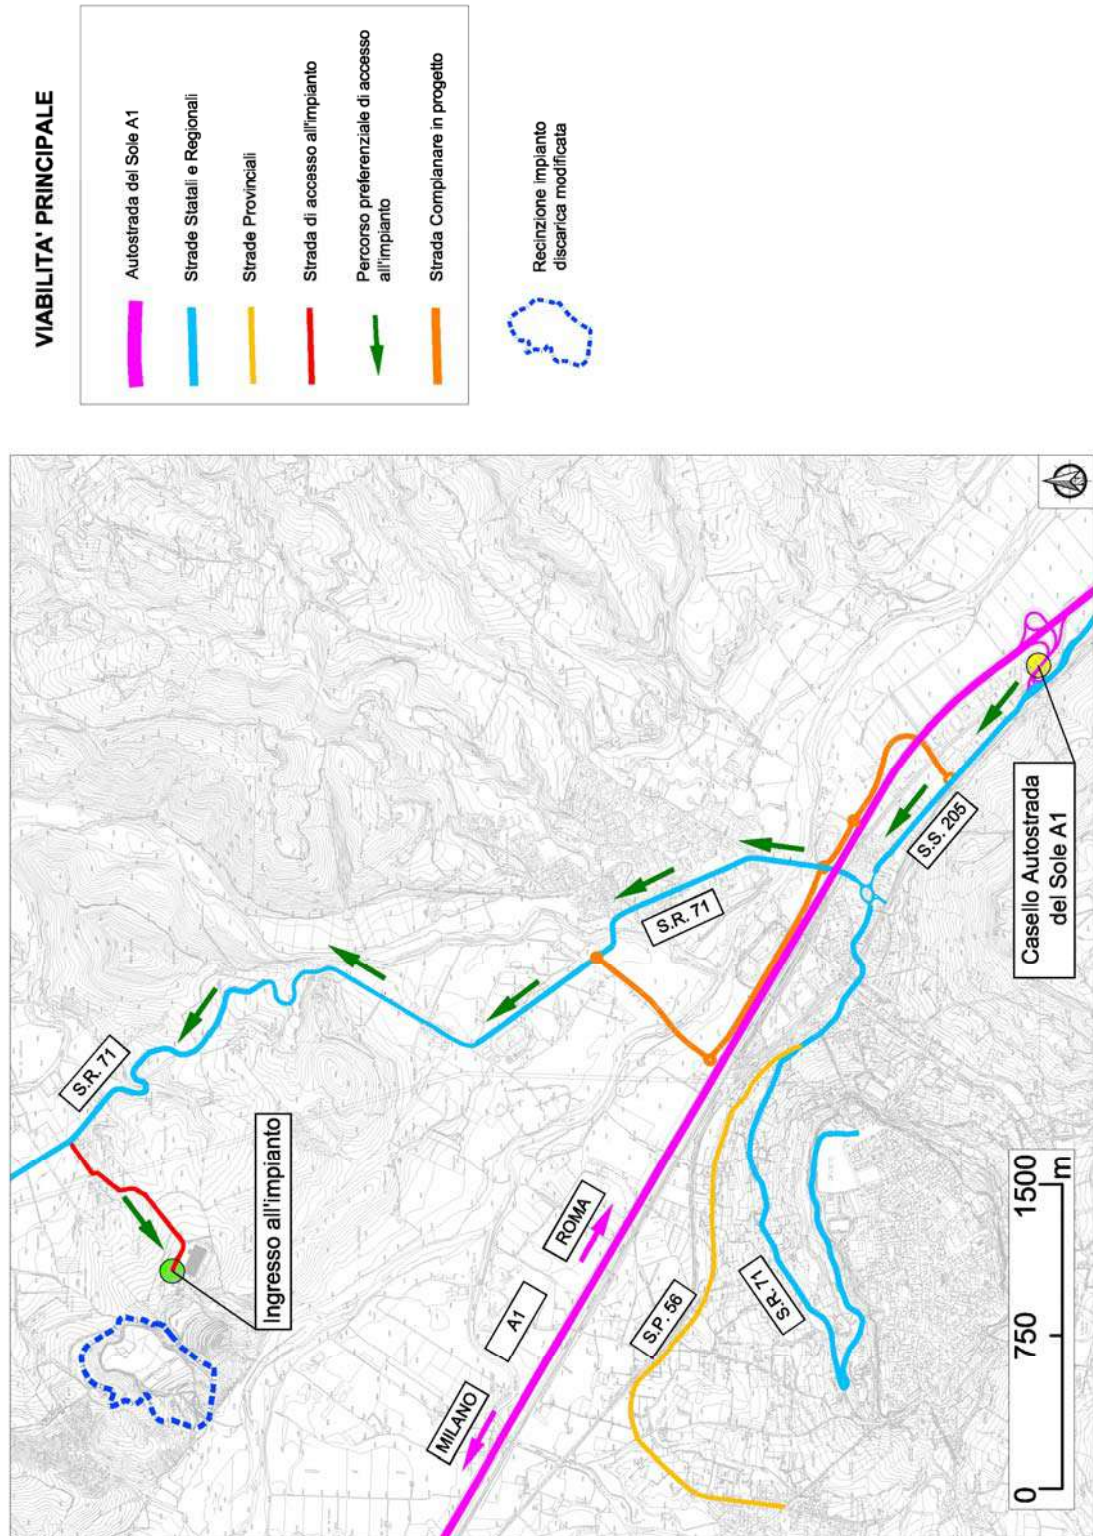 VIABILITA' PRINCIPALE
Autostrada del Sole A1
Strade Statali e Regionali
Strade Provinciali
Strada di accesso all'impianto
Percorso preferenziale di accesso
all'impianto
Strada Complanare in progetto
Recinzione impianto
discarica modificata
S.R. 71
Ingresso all'impianto
S.R. 71
MILANO
A1
ROMA
S.P. 56
S.R. 71
S.S. 205
Casello Autostrada
del Sole A1
0 750 1500
m